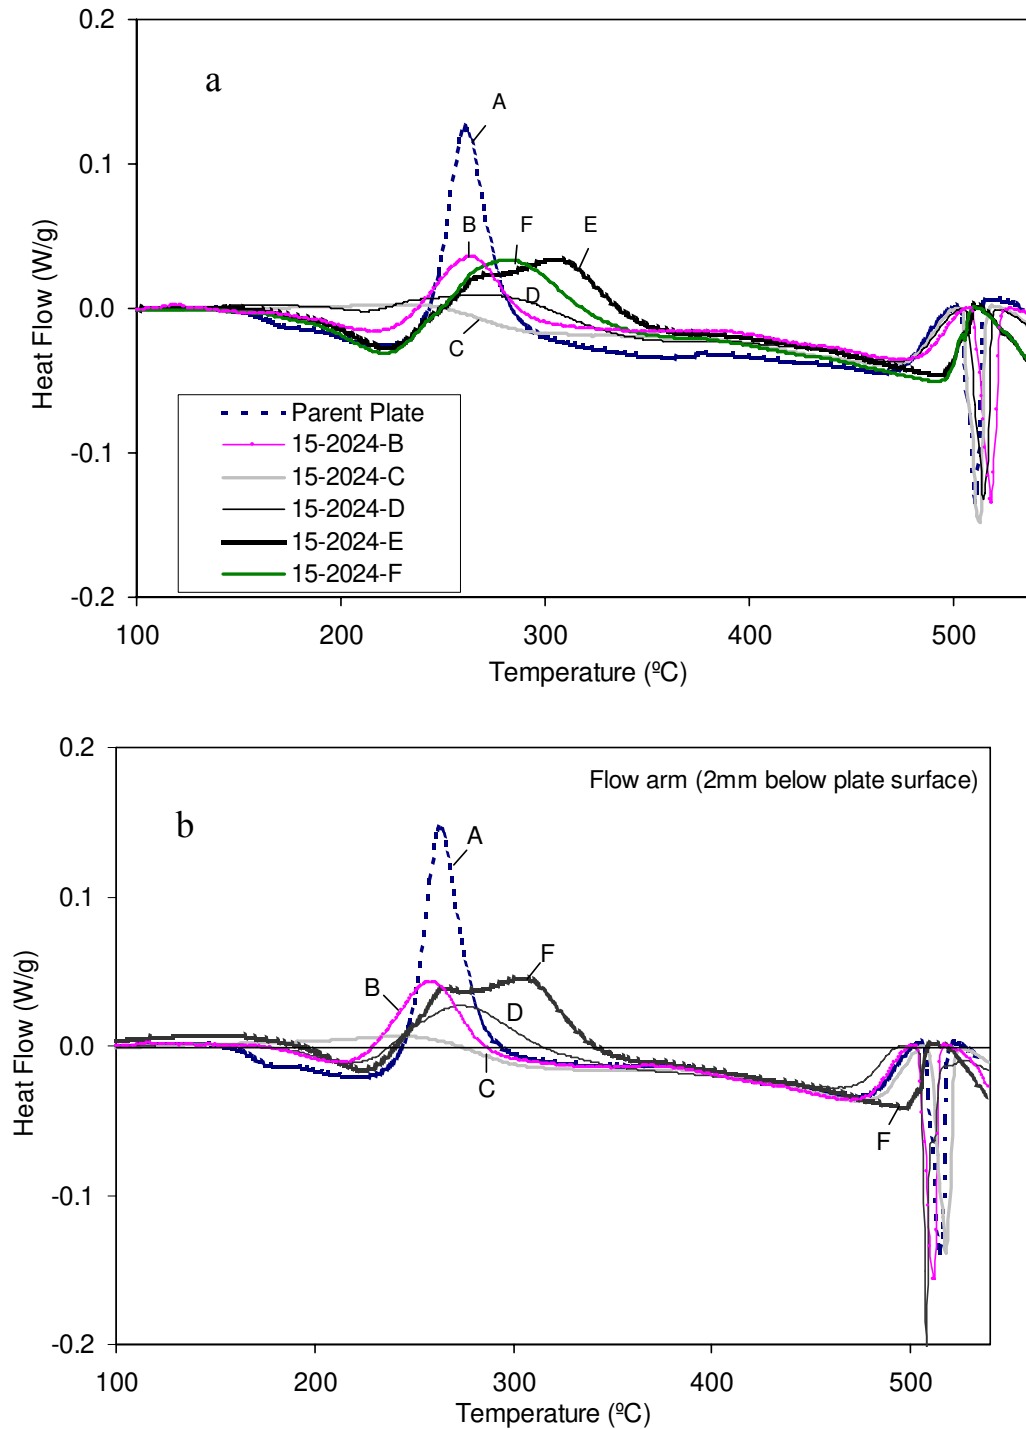 0.2
a
A
0.1
B
F
E
D
0.0
C
Heat Flow (W/g)
Parent Plate
15-2024-B
15-2024-C
15-2024-D
15-2024-E
15-2024-F
-0.1
-0.2
100 200 300 400 500
Temperature (ºC)
0.2
Flow arm (2mm below plate surface)
b
A
0.1
F
B
D
0.0
C
F
Heat Flow (W/g)
-0.1
-0.2
100 200 300 400 500
Temperature (ºC)